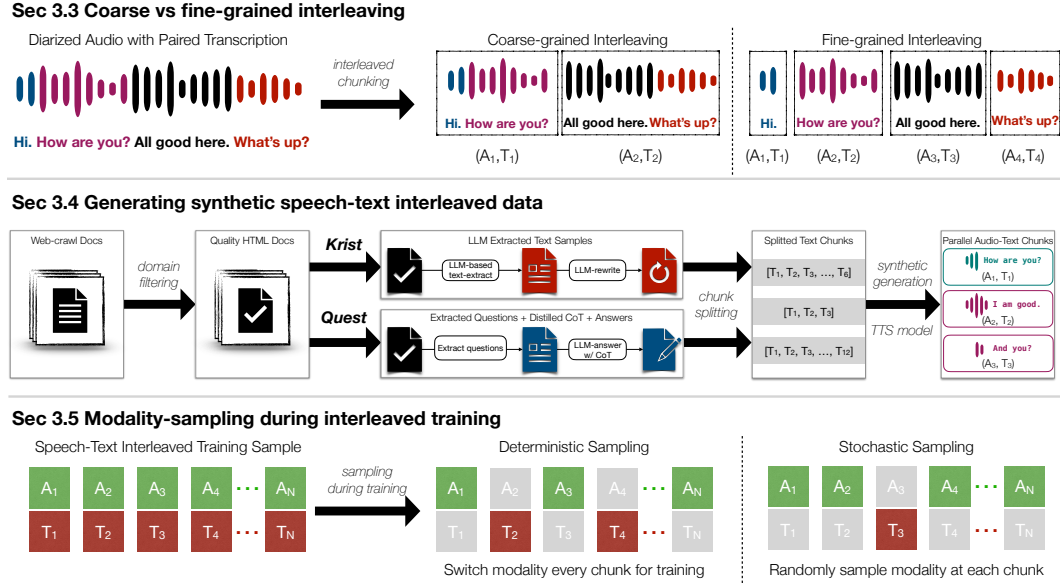 Sec 3.3 Coarse vs fine-grained interleaving
Diarized Audio with Paired Transcription
interleaved
chunking
Coarse-grained Interleaving
Fine-grained Interleaving
Hi. How are you? All good here. What's up?
Hi. How are you?
All good here. What's up?
Hi.
How are you?
All good here.
What's up?
(A₁,T₁)
(A₂,T₂)
(A₁,T₁)
(A₂,T₂)
(A₃,T₃)
(A₄,T₄)
Sec 3.4 Generating synthetic speech-text interleaved data
Web-crawl Docs
domain
filtering
Quality HTML Docs
Krist
Quest
LLM Extracted Text Samples
LLM-based
text-extract
LLM-rewrite
Extracted Questions + Distilled CoT + Answers
Extract questions
LLM-answer
w/ CoT
chunk
splitting
Splitted Text Chunks
[T₁, T₂, T₃, ..., T₆]
[T₁, T₂, T₃]
[T₁, T₂, T₃, ..., T₁₂]
synthetic
generation
TTS model
Parallel Audio-Text Chunks
How are you?
(A₁, T₁)
I am good.
(A₂, T₂)
And you?
(A₃, T₃)
Sec 3.5 Modality-sampling during interleaved training
Speech-Text Interleaved Training Sample
A₁ A₂ A₃ A₄ ... A_N
T₁ T₂ T₃ T₄ ... T_N
sampling
during training
Deterministic Sampling
A₁ A₂ A₃ A₄ ... A_N
T₁ T₂ T₃ T₄ ... T_N
Switch modality every chunk for training
Stochastic Sampling
A₁ A₂ A₃ A₄ ... A_N
T₁ T₂ T₃ T₄ ... T_N
Randomly sample modality at each chunk